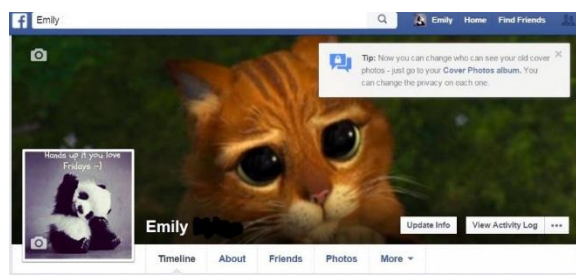 f
Emily
Emily Home Find Friends
Tip: Now you can change who can see your old cover
photos - just go to your Cover Photos album. You
can change the privacy on each one.
Hands up if you love
Fridays :-)
Emily
Update Info
View Activity Log
Timeline About Friends Photos More